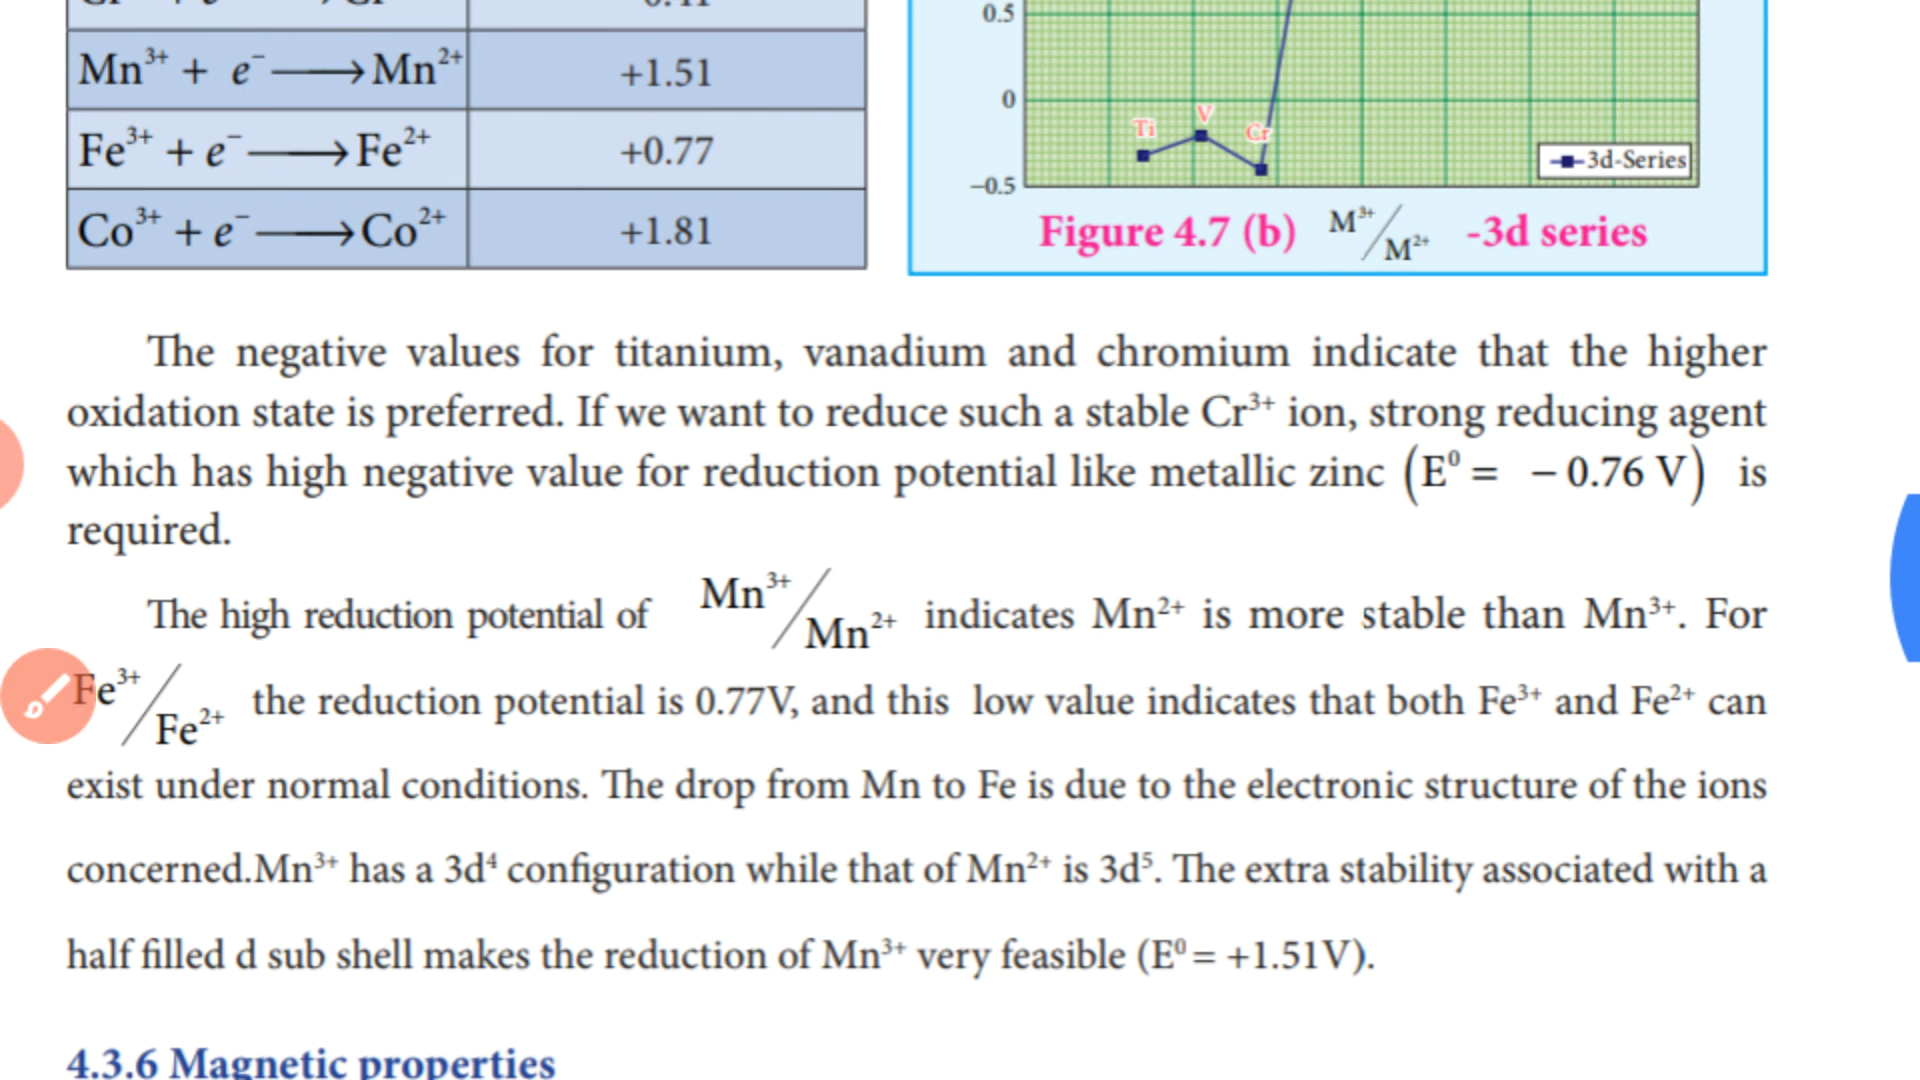 Mn³⁺ + e⁻ ⟶ Mn²⁺ +1.51
Fe³⁺ + e⁻ ⟶ Fe²⁺ +0.77
Co³⁺ + e⁻ ⟶ Co²⁺ +1.81
0.5
0
−0.5
Ti
V
Cr
3d-Series
Figure 4.7 (b) M³⁺/M²⁺ -3d series
The negative values for titanium, vanadium and chromium indicate that the higher
oxidation state is preferred. If we want to reduce such a stable Cr³⁺ ion, strong reducing agent
which has high negative value for reduction potential like metallic zinc (E⁰ = − 0.76 V) is
required.
The high reduction potential of Mn³⁺/Mn²⁺ indicates Mn²⁺ is more stable than Mn³⁺. For
Fe³⁺/Fe²⁺ the reduction potential is 0.77V, and this low value indicates that both Fe³⁺ and Fe²⁺ can
exist under normal conditions. The drop from Mn to Fe is due to the electronic structure of the ions
concerned.Mn³⁺ has a 3d⁴ configuration while that of Mn²⁺ is 3d⁵. The extra stability associated with a
half filled d sub shell makes the reduction of Mn³⁺ very feasible (E⁰ = +1.51V).
4.3.6 Magnetic properties